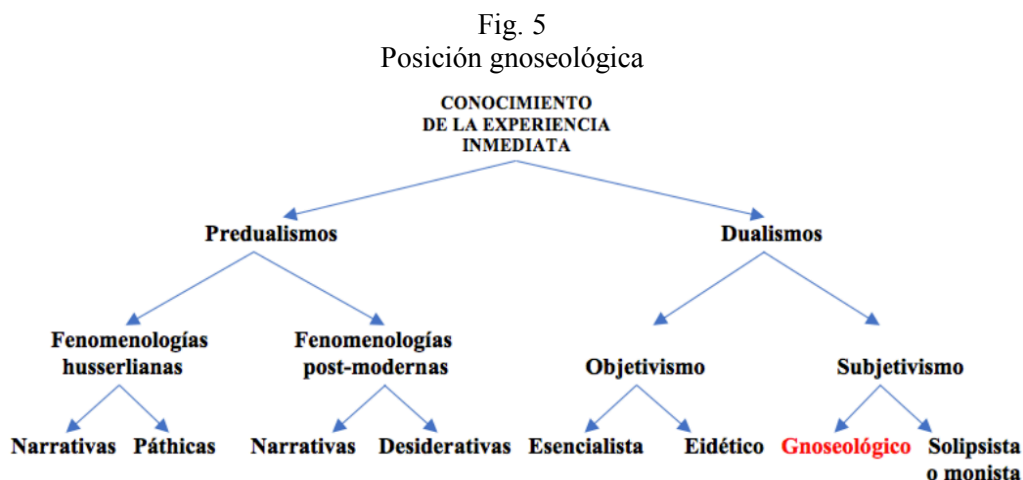 Fig. 5
Posición gnoseológica
CONOCIMIENTO
DE LA EXPERIENCIA
INMEDIATA
Predualismos
Dualismos
Fenomenologías
husserlianas
Fenomenologías
post-modernas
Objetivismo
Subjetivismo
Narrativas
Páthicas
Narrativas
Desiderativas
Esencialista
Eidético
Gnoseológico
Solipsista
o monista